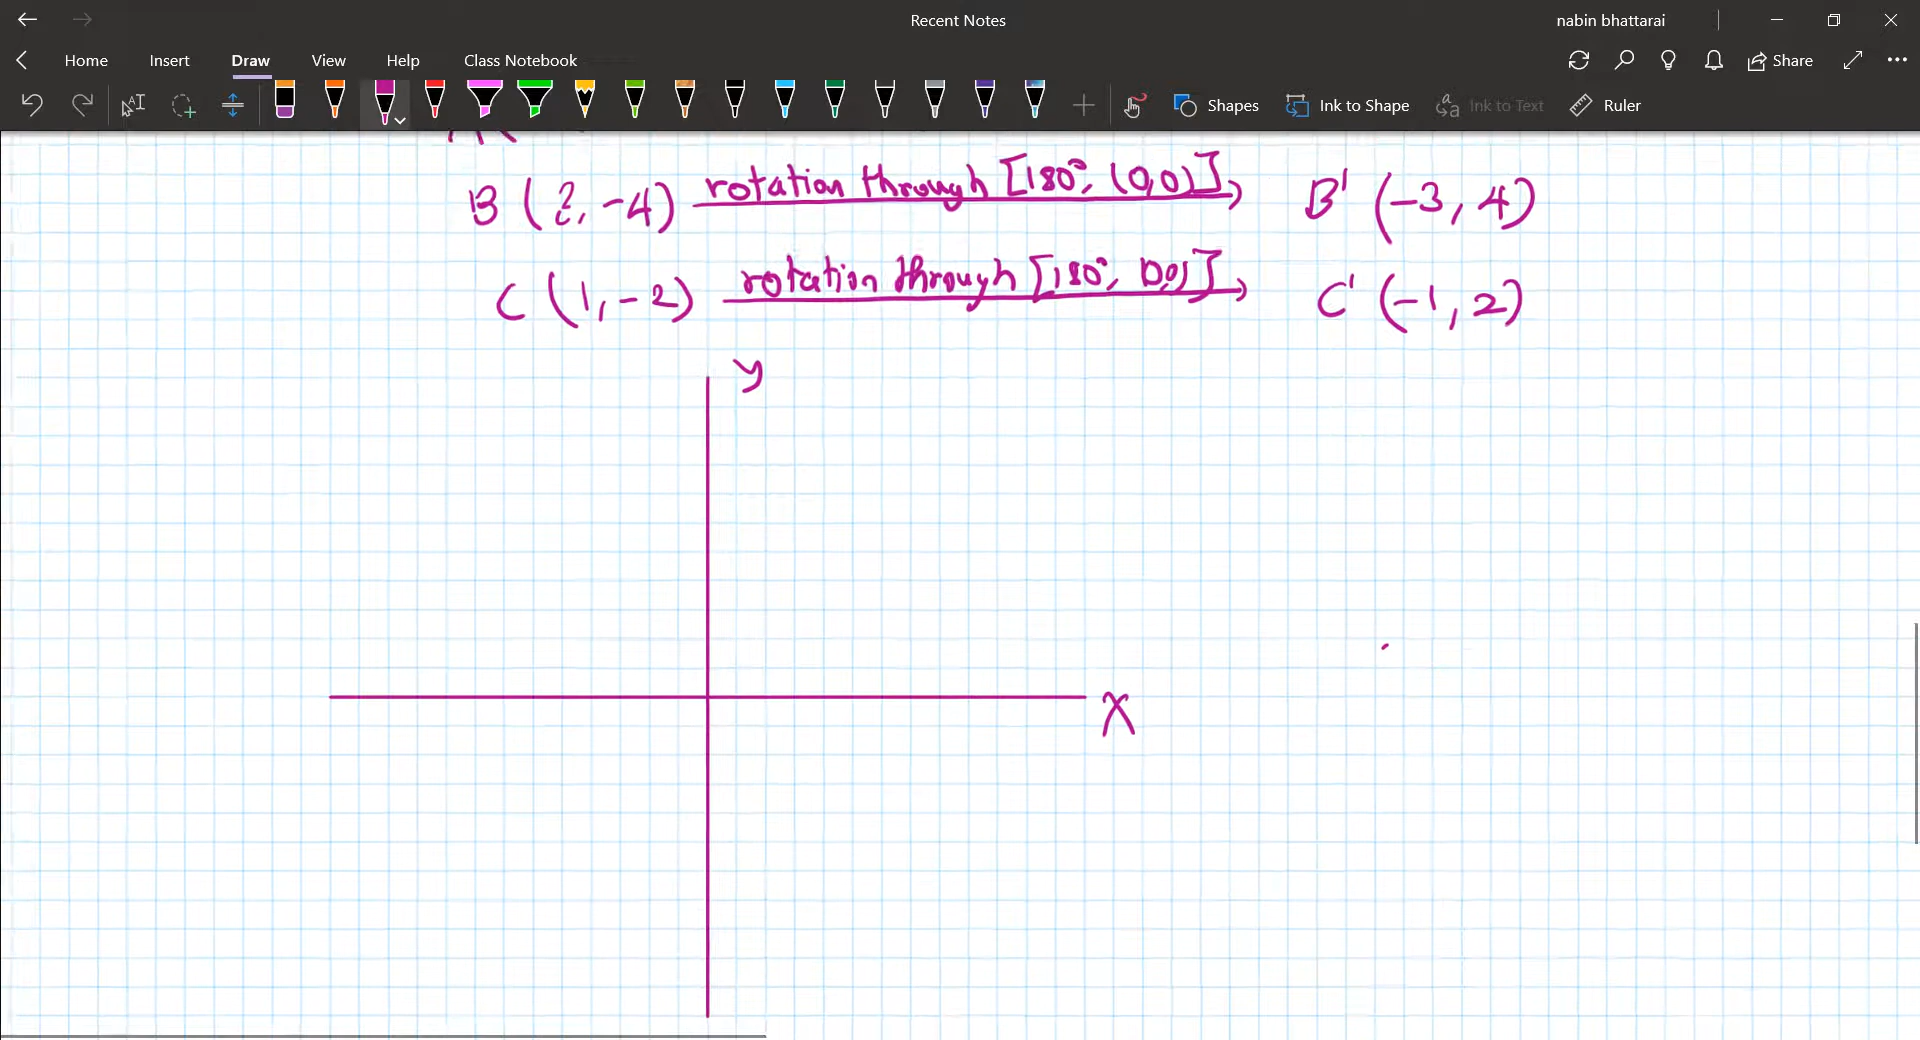 Recent Notes
nabin bhattarai
Home Insert Draw View Help Class Notebook Share
Shapes Ink to Shape Ink to Text Ruler
B (2, -4) rotation through [180°, (0,0)] B' (-3, 4)
C (1, -2) rotation through [180°, 0,0)] C' (-1, 2)
y
X